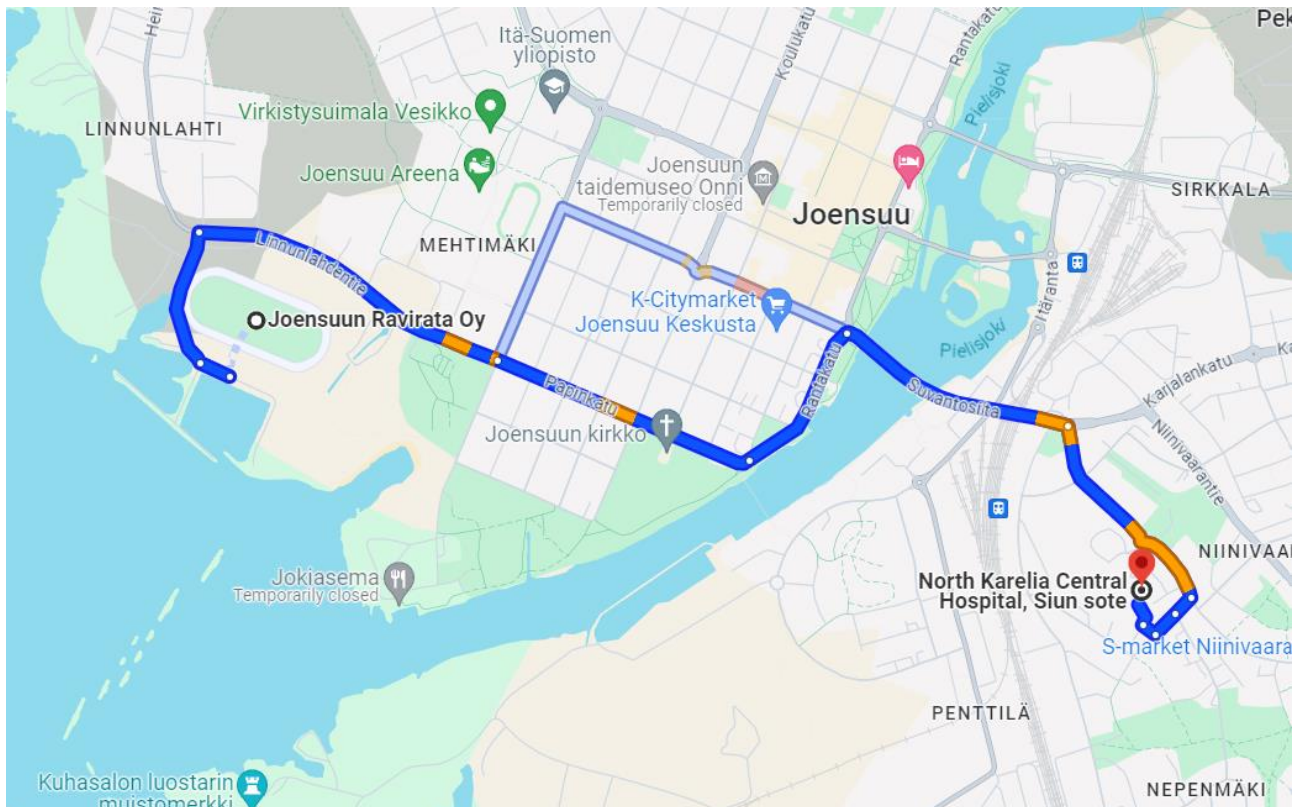 Hei
Pek
Itä-Suomen
yliopisto
Koulukatu
Rantakatu
Pielisjoki
Virkistysuimala Vesikko
LINNUNLAHTI
Joensuu Areena
Joensuun
taidemuseo Onni
Temporarily closed
Joensuu
SIRKKALA
MEHTIMÄKI
Linnunlahdentie
Itäranta
K-Citymarket
Joensuu Keskusta
Pielisjoki
Joensuun Ravirata Oy
Karjalankatu
Ka
Papinkatu
Rantakatu
Suvantosilta
Niinivaarantie
Joensuun kirkko
NIINIVAA
Jokiasema
Temporarily closed
North Karelia Central
Hospital, Siun sote
S-market Niinivaara
PENTTILÄ
Kuhasalon luostarin
muistomerkki
NEPENMÄKI